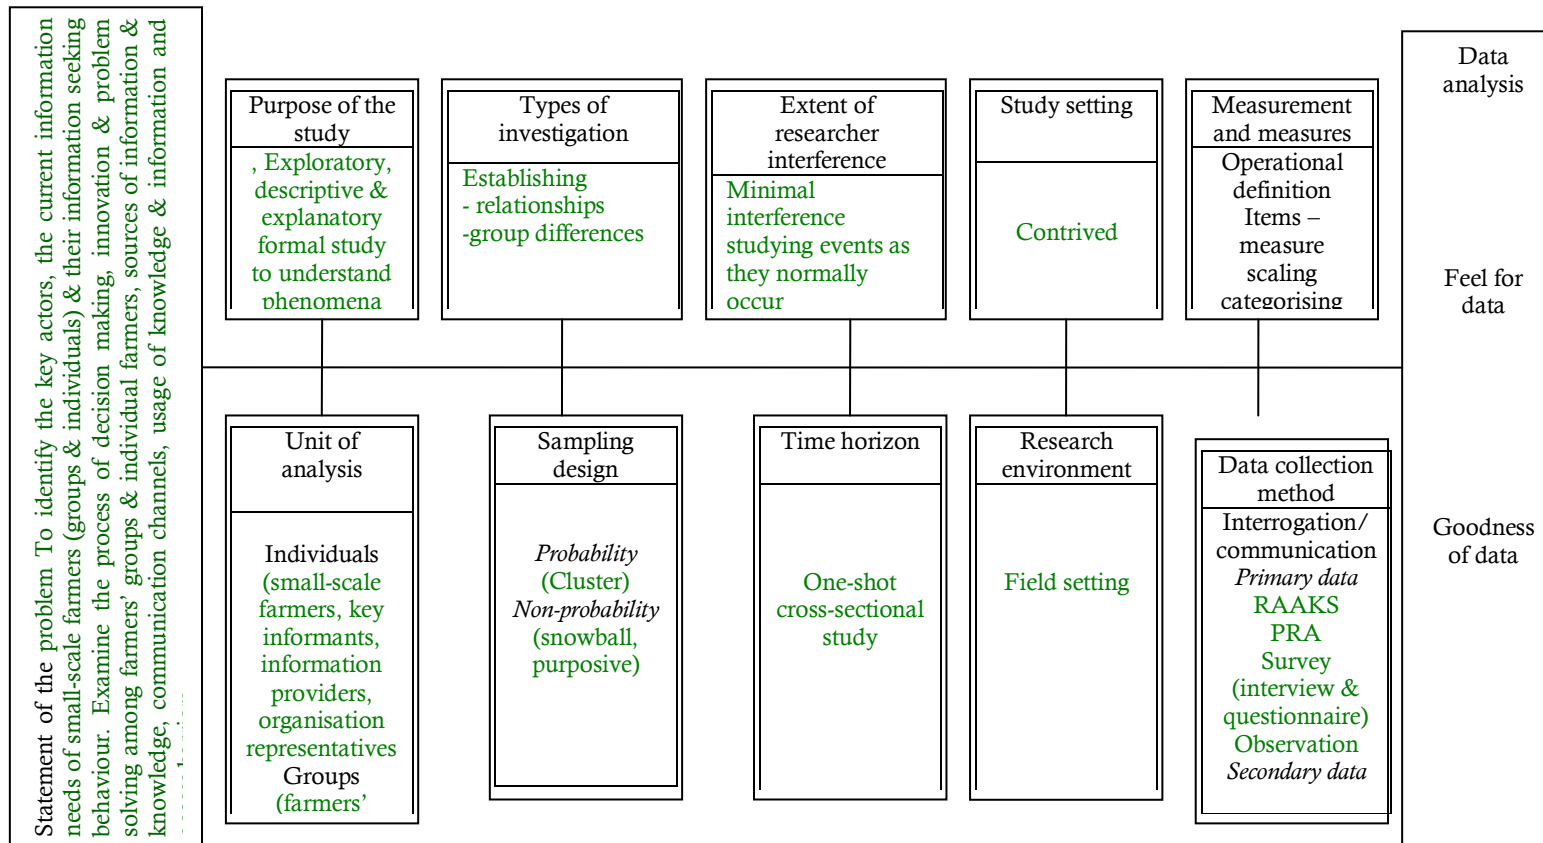 Statement of the problem To identify the key actors, the current information
needs of small-scale farmers (groups & individuals) & their information seeking
behaviour. Examine the process of decision making, innovation & problem
solving among farmers' groups & individual farmers, sources of information &
knowledge, communication channels, usage of knowledge & information and
Purpose of the
study
, Exploratory,
descriptive &
explanatory
formal study
to understand
phenomena
Types of
investigation
Establishing
- relationships
-group differences
Extent of
researcher
interference
Minimal
interference
studying events as
they normally
occur
Study setting
Contrived
Measurement
and measures
Operational
definition
Items –
measure
scaling
categorising
Unit of
analysis
Individuals
(small-scale
farmers, key
informants,
information
providers,
organisation
representatives
Groups
(farmers'
Sampling
design
Probability
(Cluster)
Non-probability
(snowball,
purposive)
Time horizon
One-shot
cross-sectional
study
Research
environment
Field setting
Data collection
method
Interrogation/
communication
Primary data
RAAKS
PRA
Survey
(interview &
questionnaire)
Observation
Secondary data
Data
analysis
Feel for
data
Goodness
of data